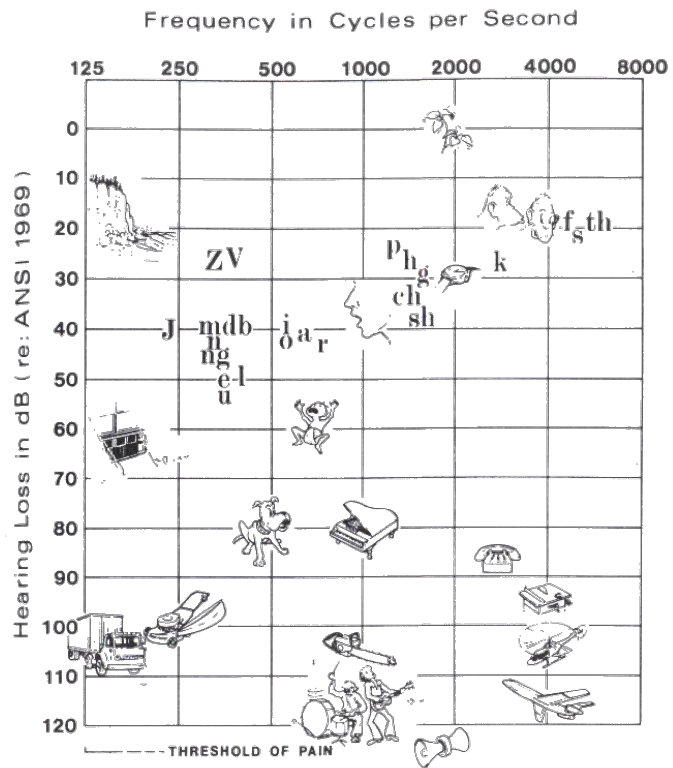 Frequency in Cycles per Second
125 250 500 1000 2000 4000 8000
Hearing Loss in dB (re: ANSI 1969)
0
10
20
30
40
50
60
70
80
90
100
110
120
f s th
z v
p h g
k
ch
sh
J
mdb
n
ng
e l
u
i a r
o
THRESHOLD OF PAIN